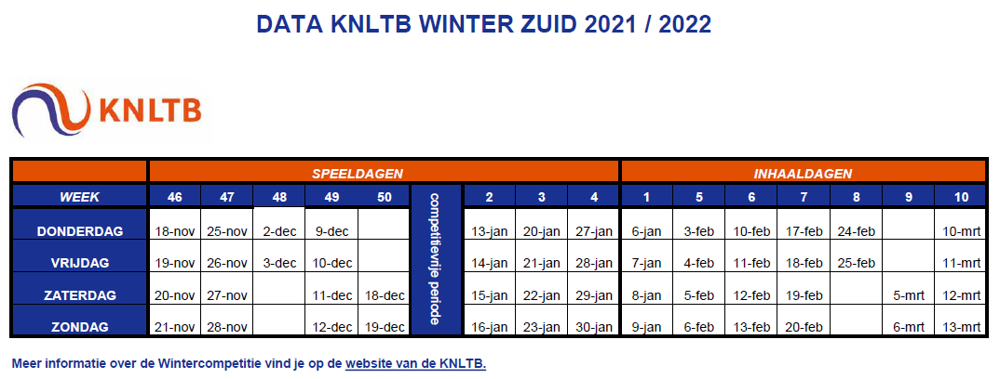 DATA KNLTB WINTER ZUID 2021 / 2022
KNLTB
SPEELDAGEN INHAALDAGEN
WEEK 46 47 48 49 50 competitievrije periode 2 3 4 1 5 6 7 8 9 10
DONDERDAG 18-nov 25-nov 2-dec 9-dec 13-jan 20-jan 27-jan 6-jan 3-feb 10-feb 17-feb 24-feb 10-mrt
VRIJDAG 19-nov 26-nov 3-dec 10-dec 14-jan 21-jan 28-jan 7-jan 4-feb 11-feb 18-feb 25-feb 11-mrt
ZATERDAG 20-nov 27-nov 11-dec 18-dec 15-jan 22-jan 29-jan 8-jan 5-feb 12-feb 19-feb 5-mrt 12-mrt
ZONDAG 21-nov 28-nov 12-dec 19-dec 16-jan 23-jan 30-jan 9-jan 6-feb 13-feb 20-feb 6-mrt 13-mrt
Meer informatie over de Wintercompetitie vind je op de website van de KNLTB.